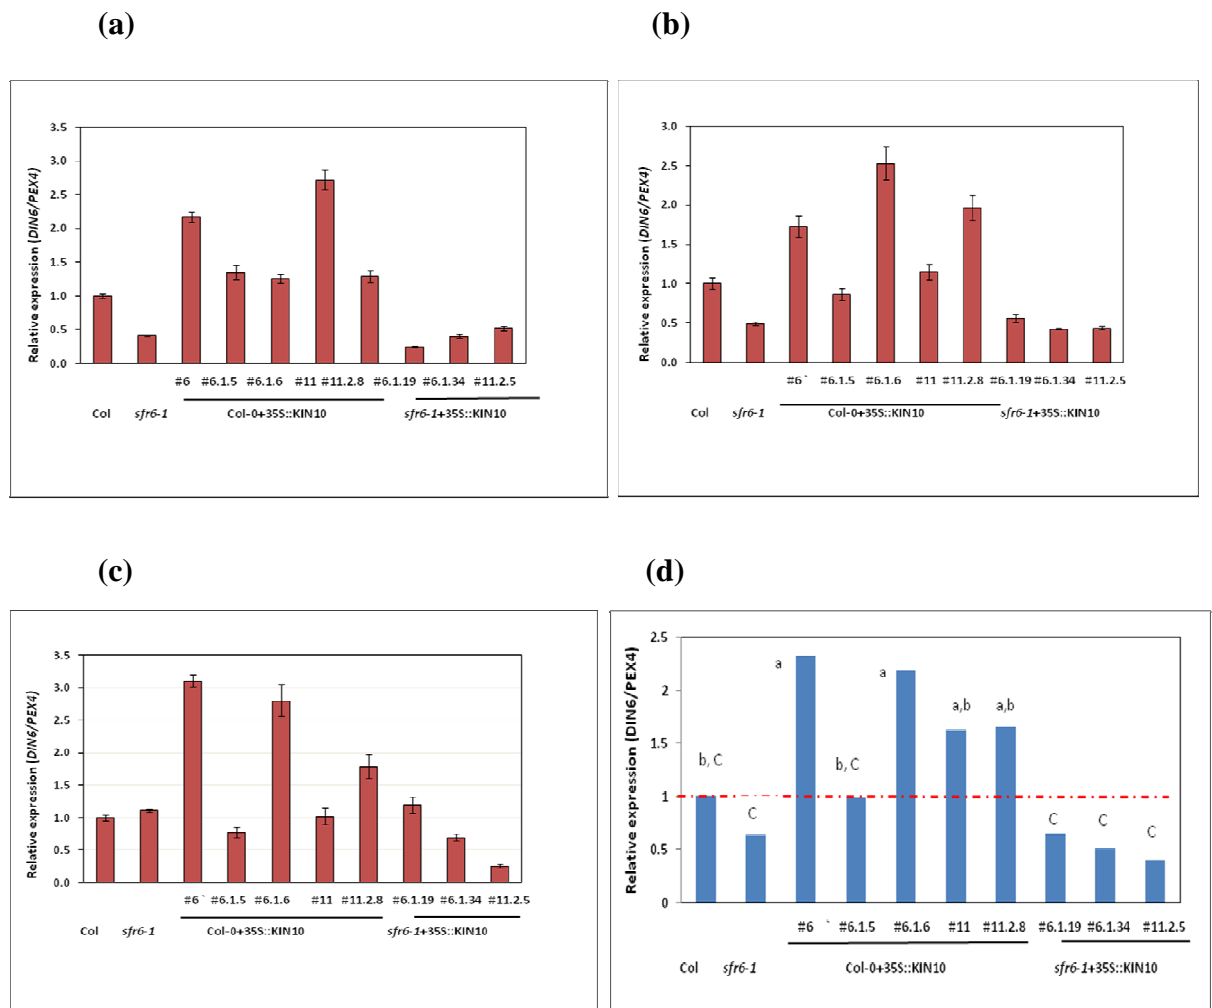 (a)
Relative expression (DIN6/PEX4)
3.5
3.0
2.5
2.0
1.5
1.0
0.5
0.0
#6 #6.1.5 #6.1.6 #11 #11.2.8 #6.1.19 #6.1.34 #11.2.5
Col sfr6-1 Col-0+35S::KIN10 sfr6-1+35S::KIN10
(b)
Relative expression (DIN6/PEX4)
3.0
2.5
2.0
1.5
1.0
0.5
0.0
#6 ` #6.1.5 #6.1.6 #11 #11.2.8 #6.1.19 #6.1.34 #11.2.5
Col sfr6-1 Col-0+35S::KIN10 sfr6-1+35S::KIN10
(c)
Relative expression (DIN6/PEX4)
3.5
3.0
2.5
2.0
1.5
1.0
0.5
0.0
#6 ` #6.1.5 #6.1.6 #11 #11.2.8 #6.1.19 #6.1.34 #11.2.5
Col sfr6-1 Col-0+35S::KIN10 sfr6-1+35S::KIN10
(d)
Relative expression (DIN6/PEX4)
2.5
2
1.5
1
0.5
0
b, C C a b, C a a,b a,b C C C
#6 ` #6.1.5 #6.1.6 #11 #11.2.8 #6.1.19 #6.1.34 #11.2.5
Col sfr6-1 Col-0+35S::KIN10 sfr6-1+35S::KIN10